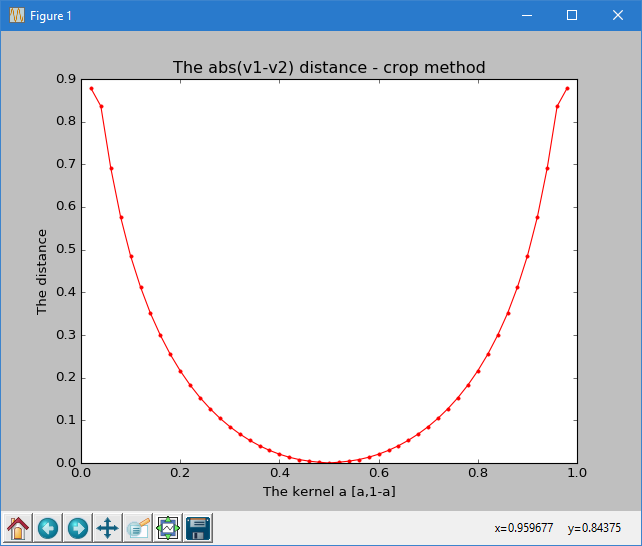 Figure 1
The abs(v1-v2) distance - crop method
0.9
0.8
0.7
0.6
0.5
0.4
0.3
0.2
0.1
0.0
The distance
0.0 0.2 0.4 0.6 0.8 1.0
The kernel a [a,1-a]
x=0.959677 y=0.84375